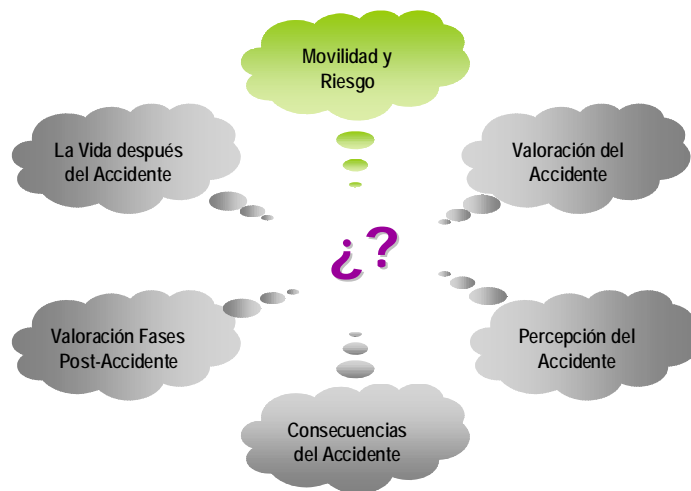 Movilidad y
Riesgo
La Vida después
del Accidente
Valoración del
Accidente
¿?
Valoración Fases
Post-Accidente
Percepción del
Accidente
Consecuencias
del Accidente